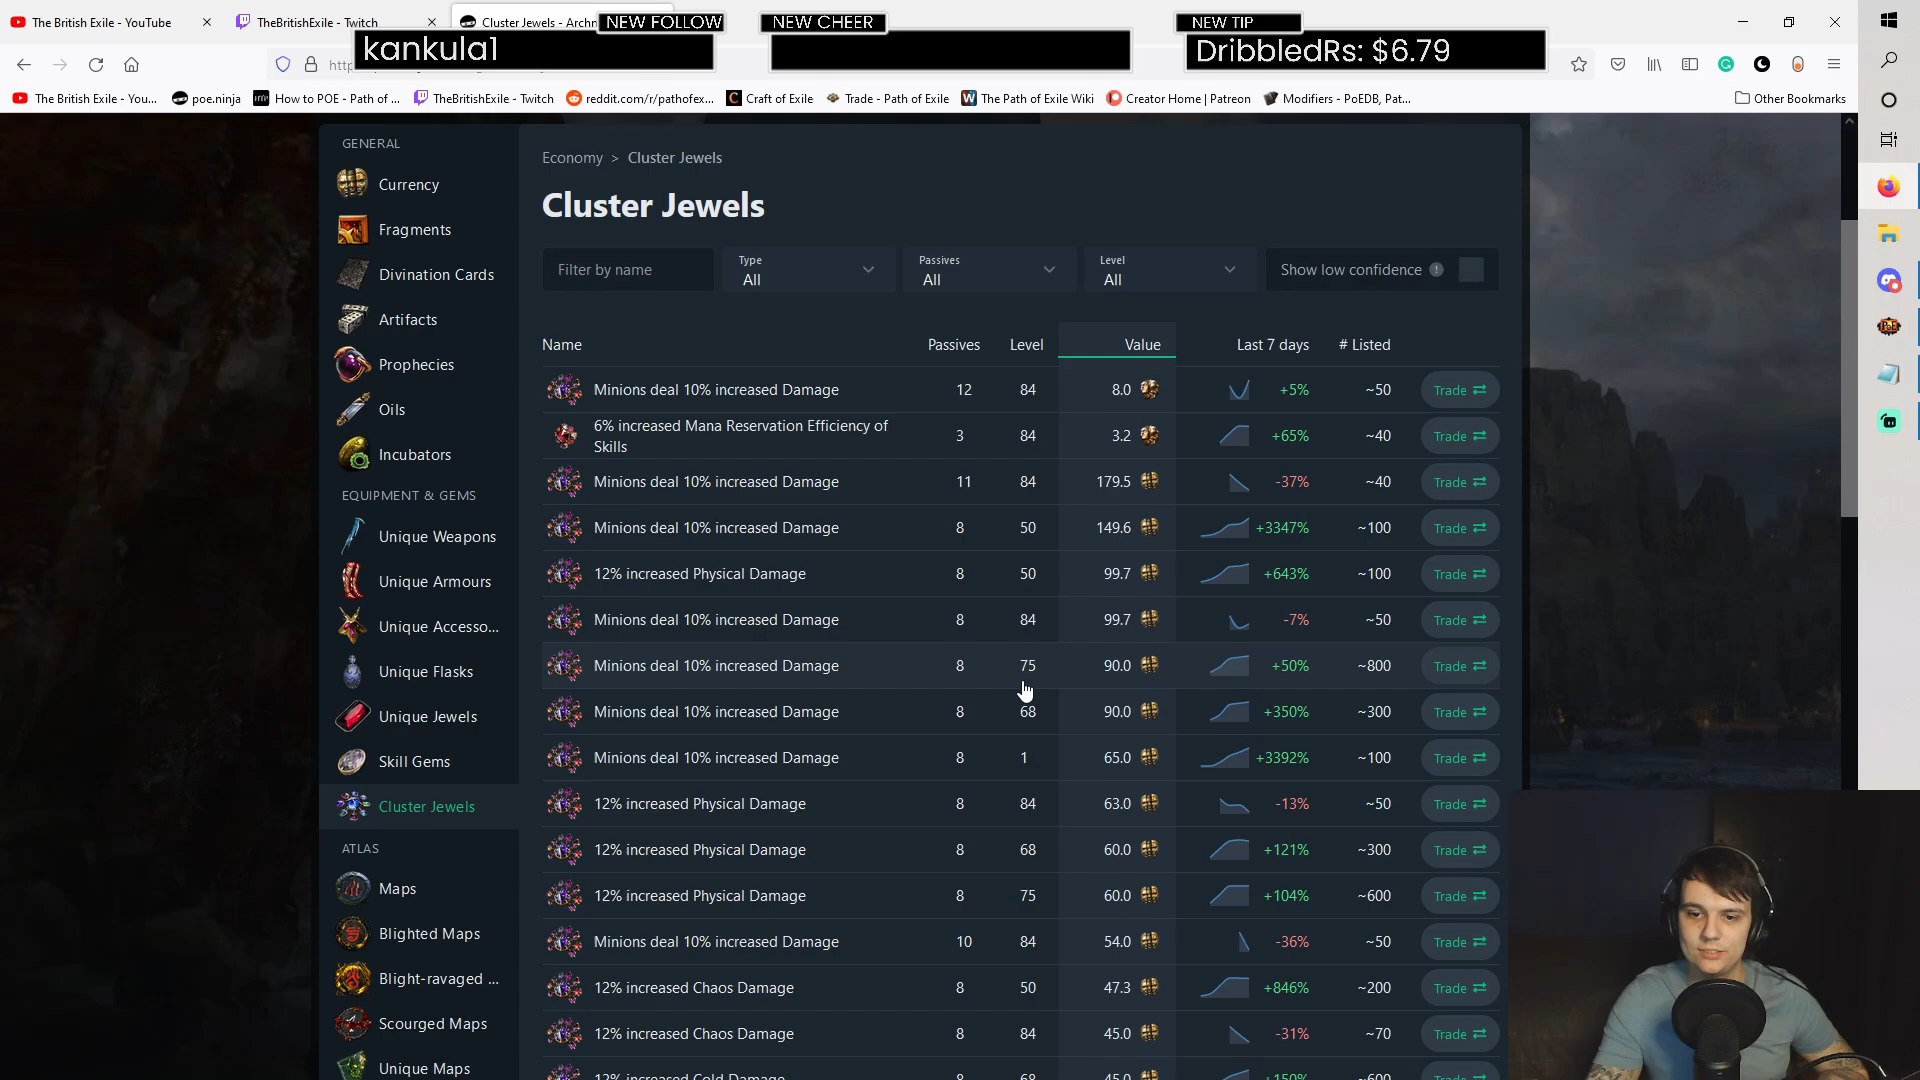 The British Exile - YouTube
TheBritishExile - Twitch
Cluster Jewels - Archn
NEW FOLLOW
NEW CHEER
NEW TIP
kankula1
DribbledRs: $6.79
The British Exile - You...
poe.ninja
How to POE - Path of ...
TheBritishExile - Twitch
reddit.com/r/pathofex...
Craft of Exile
Trade - Path of Exile
The Path of Exile Wiki
Creator Home | Patreon
Modifiers - PoEDB, Pat...
Other Bookmarks
GENERAL
Currency
Fragments
Divination Cards
Artifacts
Prophecies
Oils
Incubators
EQUIPMENT & GEMS
Unique Weapons
Unique Armours
Unique Accesso...
Unique Flasks
Unique Jewels
Skill Gems
Cluster Jewels
ATLAS
Maps
Blighted Maps
Blight-ravaged ...
Scourged Maps
Unique Maps
Economy > Cluster Jewels
Cluster Jewels
Filter by name
Type
All
Passives
All
Level
All
Show low confidence
Name Passives Level Value Last 7 days # Listed
Minions deal 10% increased Damage 12 84 8.0 +5% ~50 Trade
6% increased Mana Reservation Efficiency of
Skills 3 84 3.2 +65% ~40 Trade
Minions deal 10% increased Damage 11 84 179.5 -37% ~40 Trade
Minions deal 10% increased Damage 8 50 149.6 +3347% ~100 Trade
12% increased Physical Damage 8 50 99.7 +643% ~100 Trade
Minions deal 10% increased Damage 8 84 99.7 -7% ~50 Trade
Minions deal 10% increased Damage 8 75 90.0 +50% ~800 Trade
Minions deal 10% increased Damage 8 68 90.0 +350% ~300 Trade
Minions deal 10% increased Damage 8 1 65.0 +3392% ~100 Trade
12% increased Physical Damage 8 84 63.0 -13% ~50 Trade
12% increased Physical Damage 8 68 60.0 +121% ~300 Trade
12% increased Physical Damage 8 75 60.0 +104% ~600 Trade
Minions deal 10% increased Damage 10 84 54.0 -36% ~50 Trade
12% increased Chaos Damage 8 50 47.3 +846% ~200 Trade
12% increased Chaos Damage 8 84 45.0 -31% ~70 Trade
12% increased Cold Damage 8 68 45.0 +150% ~600 Trade